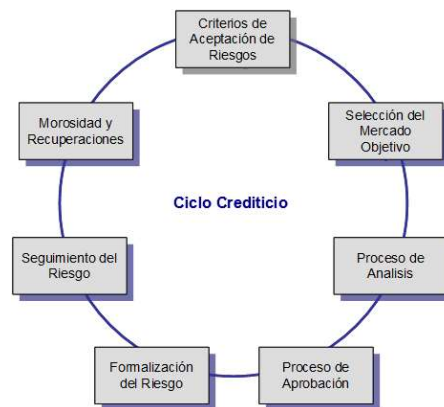 Criterios de
Aceptación de
Riesgos
Selección del
Mercado
Objetivo
Proceso de
Analisis
Proceso de
Aprobación
Formalización
del Riesgo
Seguimiento del
Riesgo
Morosidad y
Recuperaciones
Ciclo Crediticio